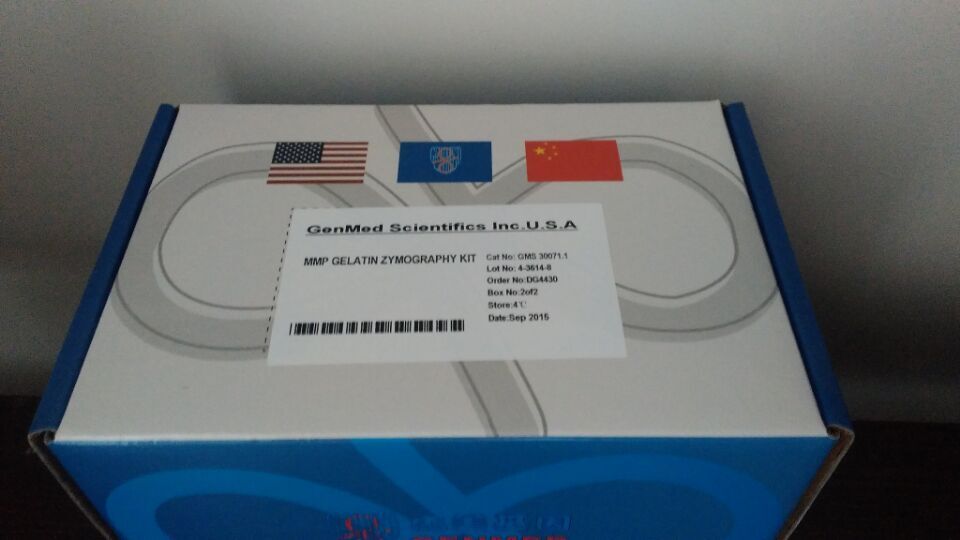 GenMed Scientifics Inc.U.S.A
MMP GELATIN ZYMOGRAPHY KIT
Cat No: GMS 30071.1
Lot No: 4-3614-8
Order No:DG4430
Box No:2of2
Store:4℃
Date:Sep 2015